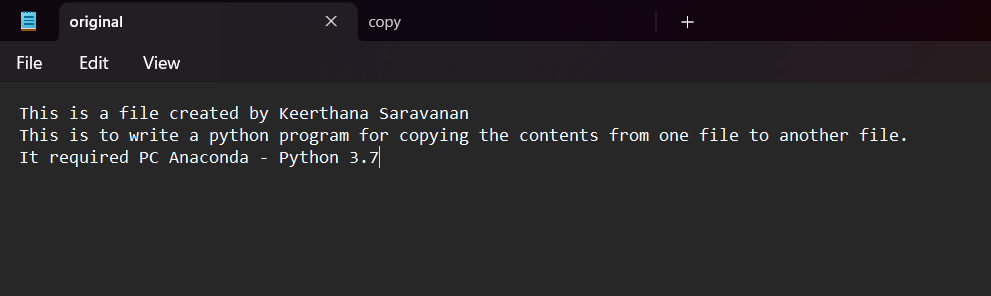 original
copy
File Edit View
This is a file created by Keerthana Saravanan
This is to write a python program for copying the contents from one file to another file.
It required PC Anaconda - Python 3.7